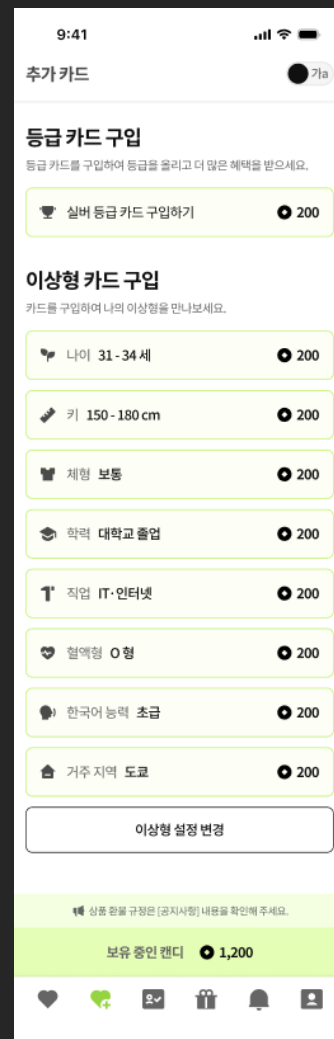 9:41
추가 카드
가a
등급 카드 구입
등급 카드를 구입하여 등급을 올리고 더 많은 혜택을 받으세요.
실버 등급 카드 구입하기 200
이상형 카드 구입
카드를 구입하여 나의 이상형을 만나보세요.
나이 31 - 34 세 200
키 150 - 180 cm 200
체형 보통 200
학력 대학교 졸업 200
직업 IT·인터넷 200
혈액형 O 형 200
한국어 능력 초급 200
거주 지역 도쿄 200
이상형 설정 변경
상품 환불 규정은 [공지사항] 내용을 확인해 주세요.
보유 중인 캔디 1,200